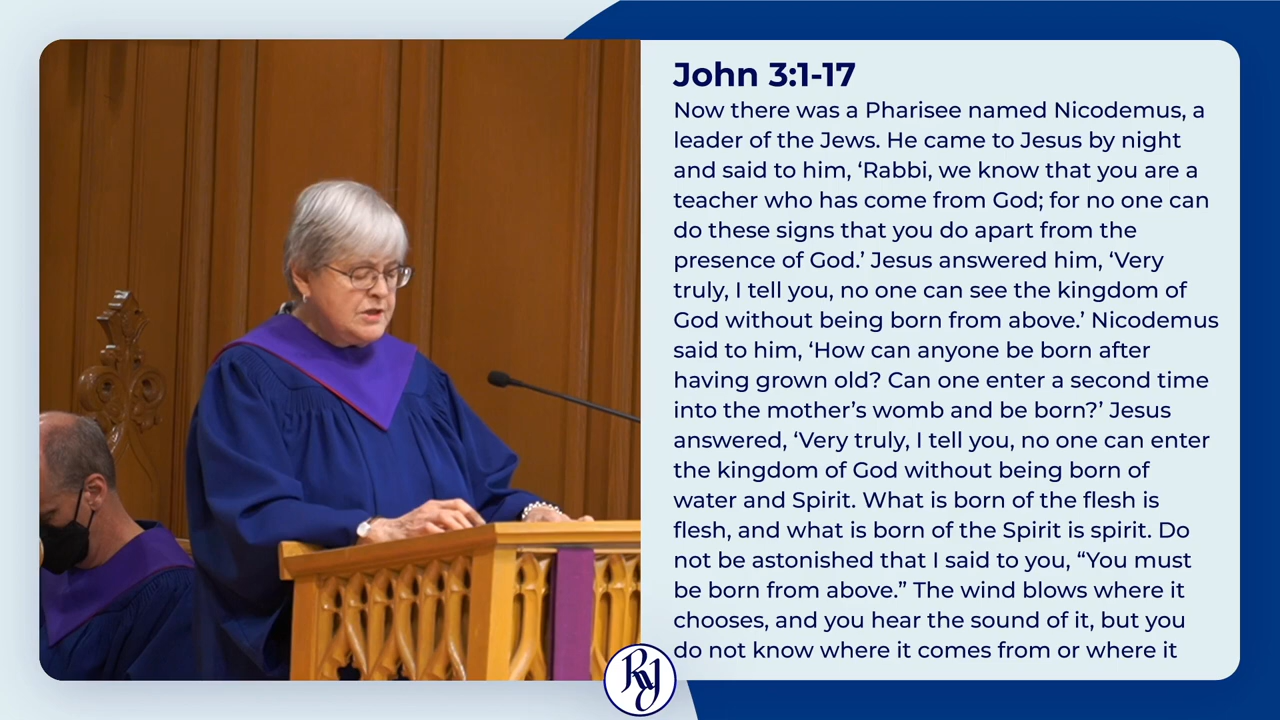 John 3:1-17
Now there was a Pharisee named Nicodemus, a
leader of the Jews. He came to Jesus by night
and said to him, ‘Rabbi, we know that you are a
teacher who has come from God; for no one can
do these signs that you do apart from the
presence of God.’ Jesus answered him, ‘Very
truly, I tell you, no one can see the kingdom of
God without being born from above.’ Nicodemus
said to him, ‘How can anyone be born after
having grown old? Can one enter a second time
into the mother’s womb and be born?’ Jesus
answered, ‘Very truly, I tell you, no one can enter
the kingdom of God without being born of
water and Spirit. What is born of the flesh is
flesh, and what is born of the Spirit is spirit. Do
not be astonished that I said to you, “You must
be born from above.” The wind blows where it
chooses, and you hear the sound of it, but you
do not know where it comes from or where it